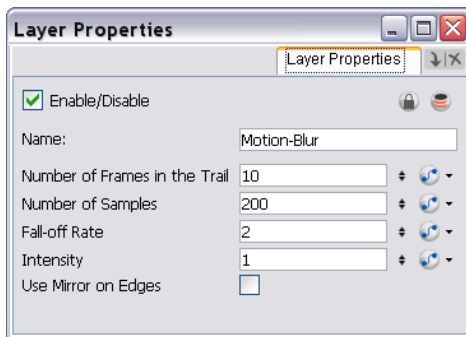 Layer Properties
Layer Properties
Enable/Disable
Name: Motion-Blur
Number of Frames in the Trail 10
Number of Samples 200
Fall-off Rate 2
Intensity 1
Use Mirror on Edges